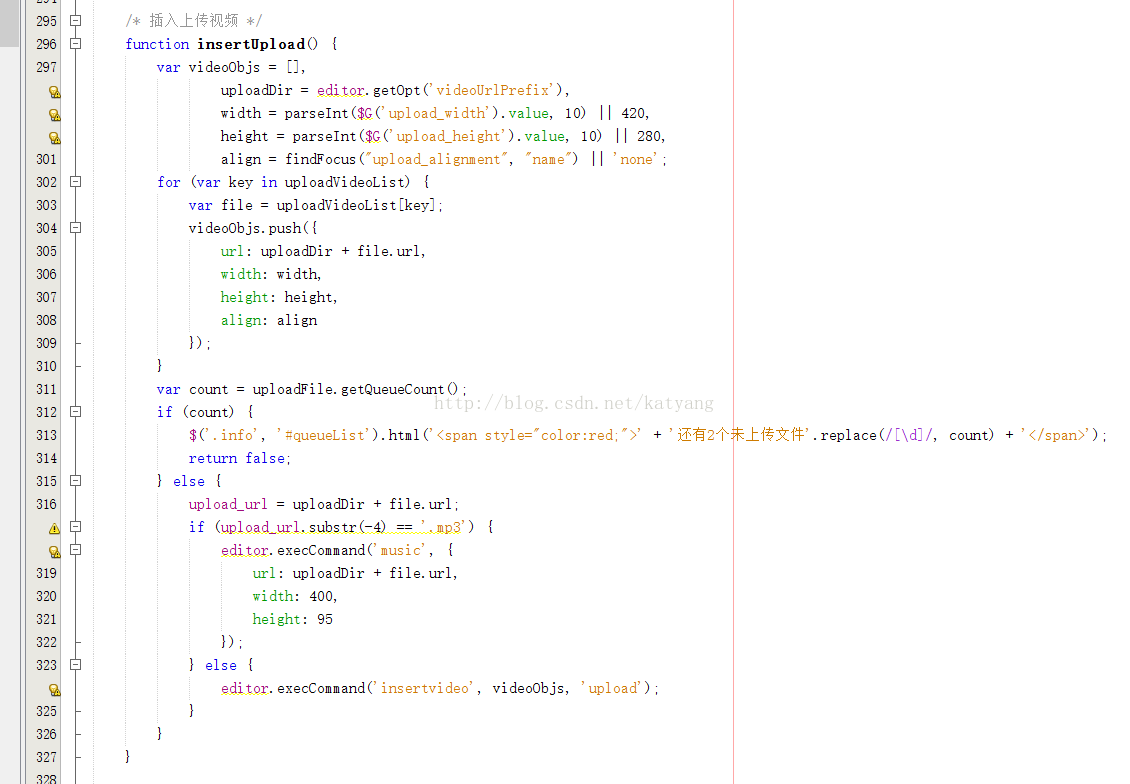 295 /* 插入上传视频 */
296 function insertUpload() {
297 var videoObjs = [],
uploadDir = editor.getOpt('videoUrlPrefix'),
width = parseInt($G('upload_width').value, 10) || 420,
height = parseInt($G('upload_height').value, 10) || 280,
301 align = findFocus("upload_alignment", "name") || 'none';
302 for (var key in uploadVideoList) {
303 var file = uploadVideoList[key];
304 videoObjs.push({
305 url: uploadDir + file.url,
306 width: width,
307 height: height,
308 align: align
309 });
310 }
311 var count = uploadFile.getQueueCount();
http://blog.csdn.net/katyang
312 if (count) {
313 $('.info', '#queueList').html('<span style="color:red;">' + '还有2个未上传文件'.replace(/[\d]/, count) + '</span>');
314 return false;
315 } else {
316 upload_url = uploadDir + file.url;
if (upload_url.substr(-4) == '.mp3') {
editor.execCommand('music', {
319 url: uploadDir + file.url,
320 width: 400,
321 height: 95
322 });
323 } else {
editor.execCommand('insertvideo', videoObjs, 'upload');
325 }
326 }
327 }
328